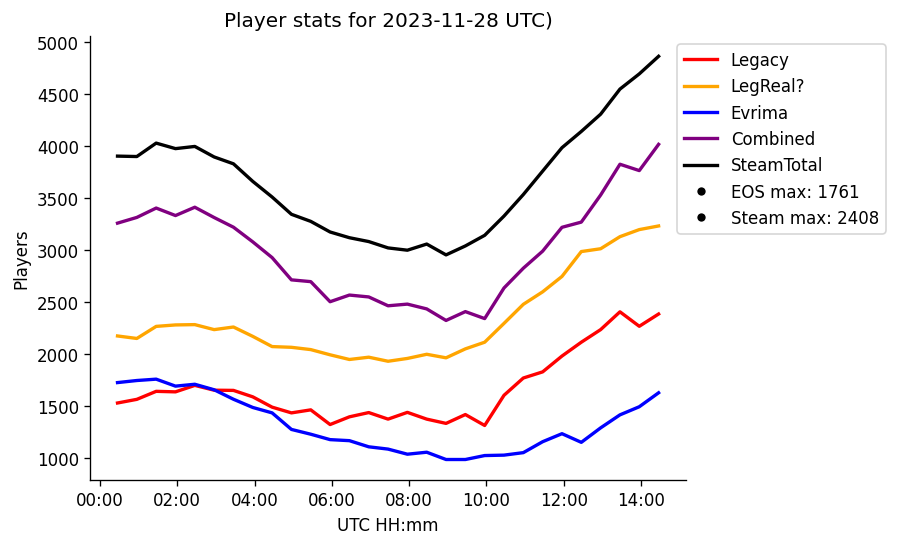 Player stats for 2023-11-28 UTC)
5000
4500
4000
3500
3000
2500
2000
1500
1000
Players
00:00 02:00 04:00 06:00 08:00 10:00 12:00 14:00
UTC HH:mm
Legacy
LegReal?
Evrima
Combined
SteamTotal
EOS max: 1761
Steam max: 2408